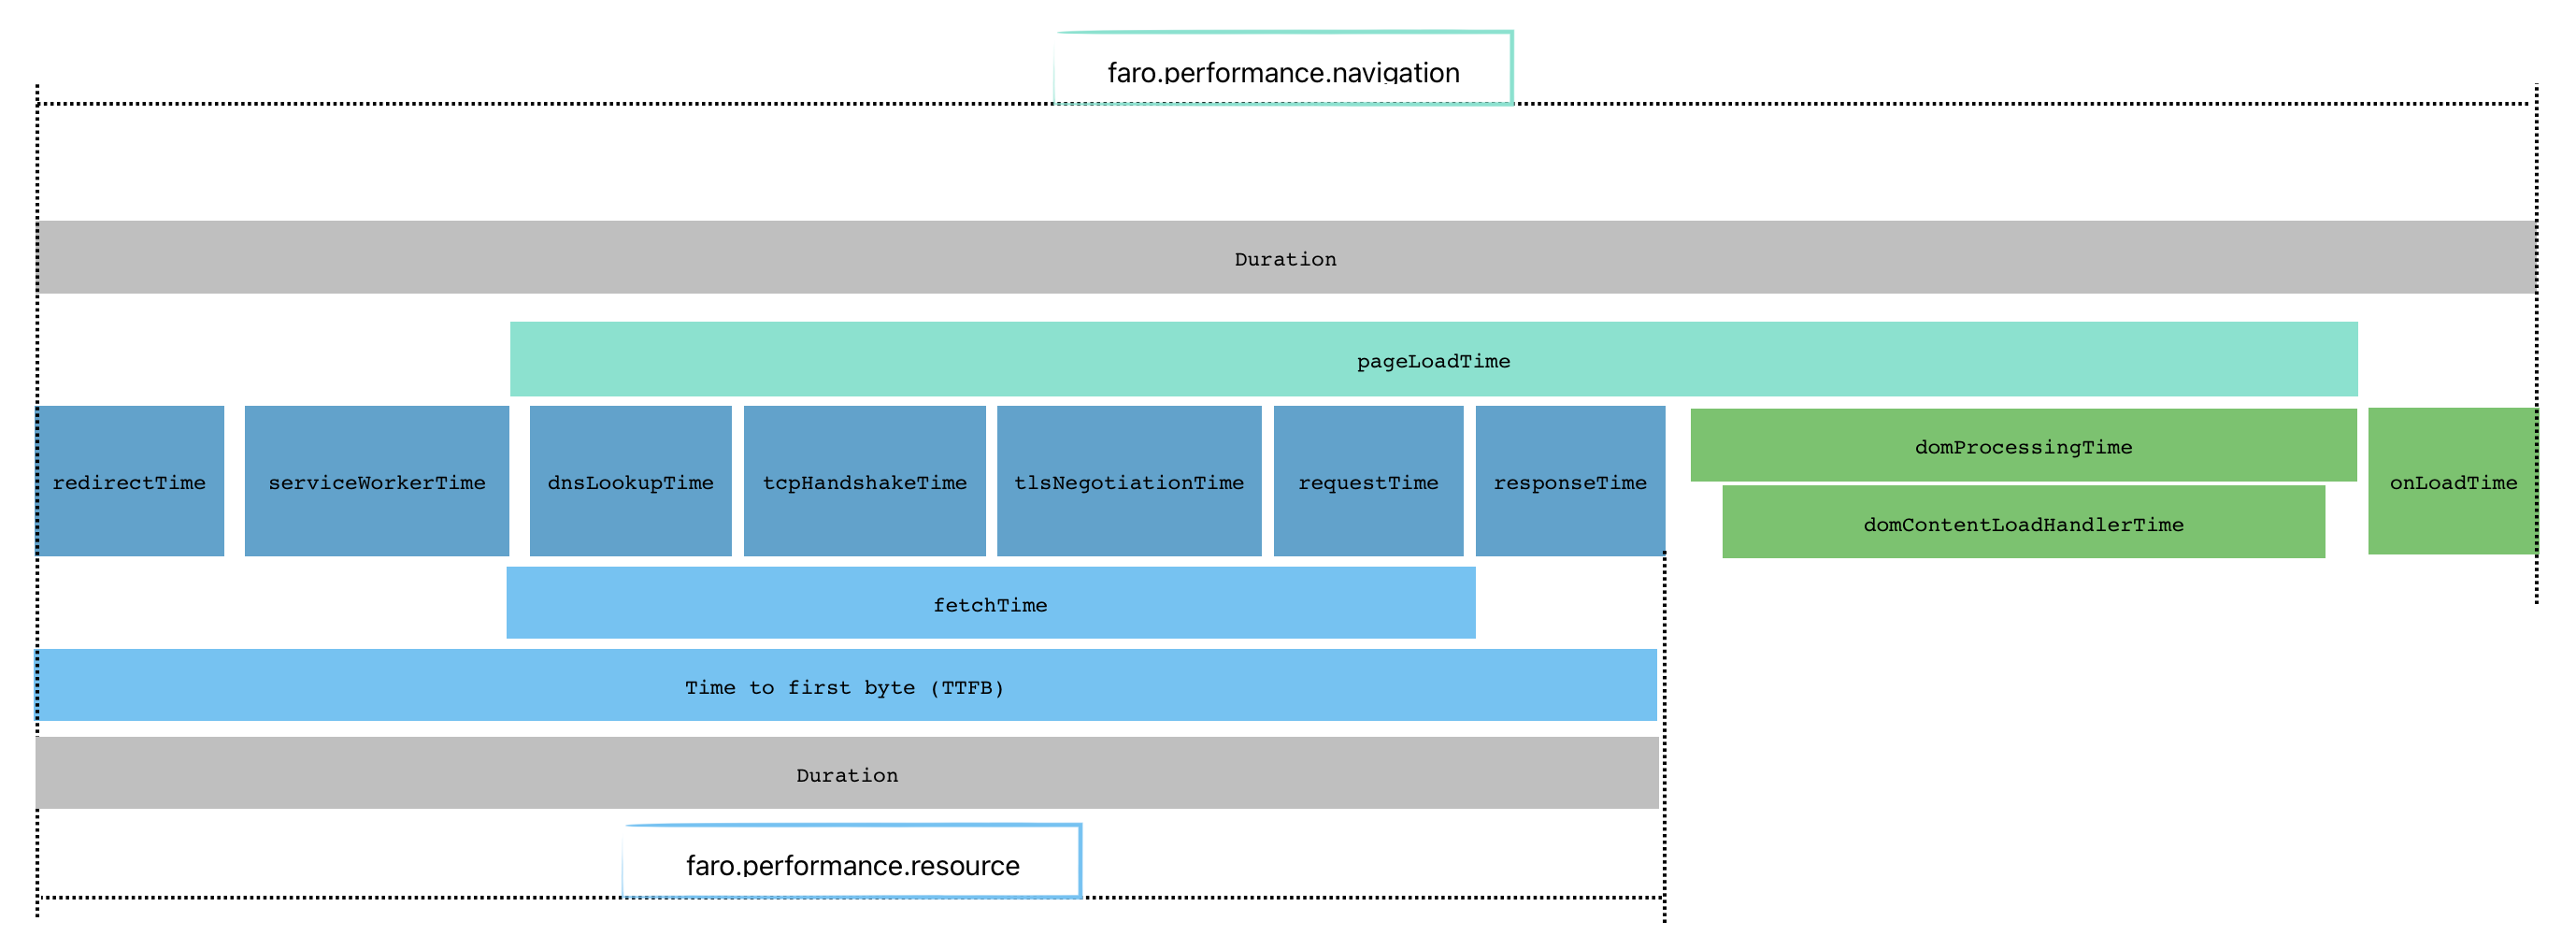 faro.performance.navigation
Duration
pageLoadTime
redirectTime
serviceWorkerTime
dnsLookupTime
tcpHandshakeTime
tlsNegotiationTime
requestTime
responseTime
domProcessingTime
domContentLoadHandlerTime
onLoadTime
fetchTime
Time to first byte (TTFB)
Duration
faro.performance.resource